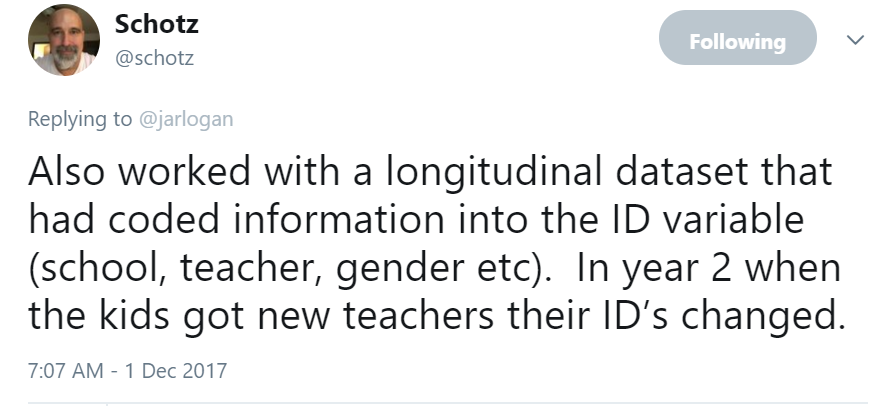 Schotz
@schotz
Following
Replying to @jarlogan
Also worked with a longitudinal dataset that
had coded information into the ID variable
(school, teacher, gender etc).  In year 2 when
the kids got new teachers their ID’s changed.
7:07 AM - 1 Dec 2017